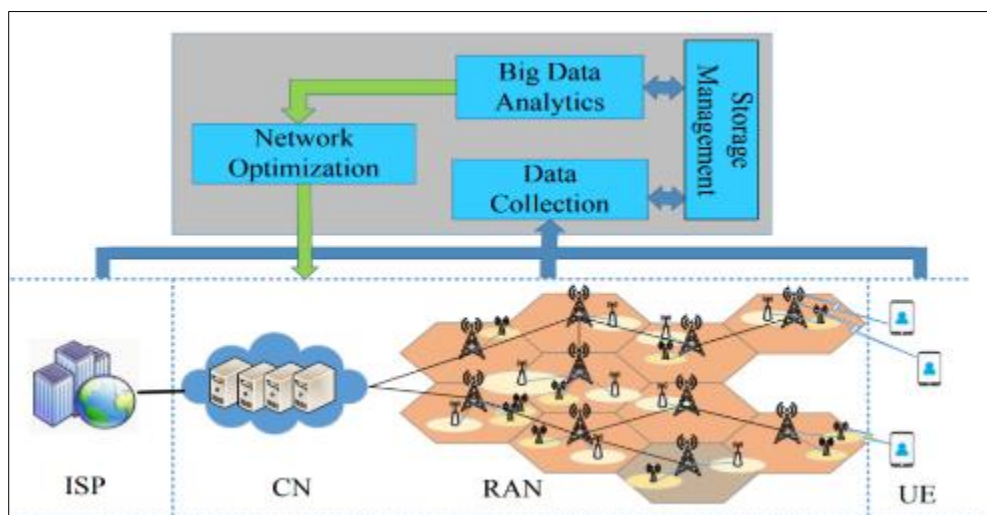 Big Data
Analytics
Storage
Management
Network
Optimization
Data
Collection
ISP
CN
RAN
UE